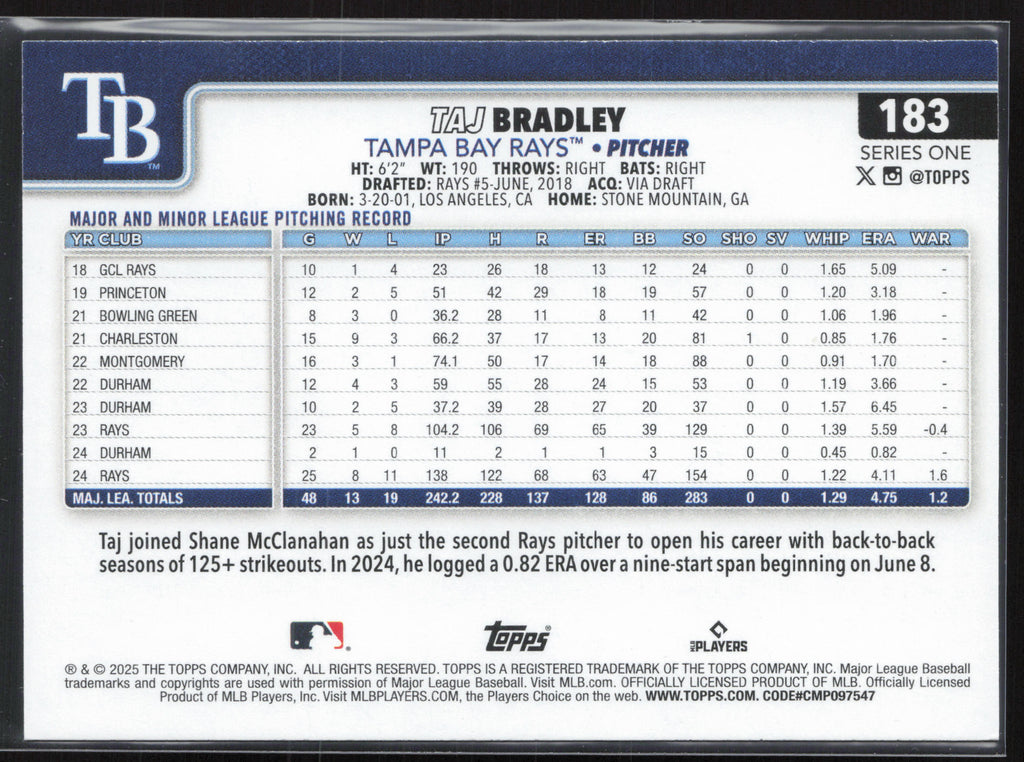 TB™
183
TAJ BRADLEY
TAMPA BAY RAYS™ • PITCHER
SERIES ONE
@TOPPS
HT: 6'2" WT: 190 THROWS: RIGHT BATS: RIGHT
DRAFTED: RAYS #5-JUNE, 2018 ACQ: VIA DRAFT
BORN: 3-20-01, LOS ANGELES, CA HOME: STONE MOUNTAIN, GA
MAJOR AND MINOR LEAGUE PITCHING RECORD
YR CLUB G W L IP H R ER BB SO SHO SV WHIP ERA WAR
18 GCL RAYS 10 1 4 23 26 18 13 12 24 0 0 1.65 5.09 -
19 PRINCETON 12 2 5 51 42 29 18 19 57 0 0 1.20 3.18 -
21 BOWLING GREEN 8 3 0 36.2 28 11 8 11 42 0 0 1.06 1.96 -
21 CHARLESTON 15 9 3 66.2 37 17 13 20 81 1 0 0.85 1.76 -
22 MONTGOMERY 16 3 1 74.1 50 17 14 18 88 0 0 0.91 1.70 -
22 DURHAM 12 4 3 59 55 28 24 15 53 0 0 1.19 3.66 -
23 DURHAM 10 2 5 37.2 39 28 27 20 37 0 0 1.57 6.45 -
23 RAYS 23 5 8 104.2 106 69 65 39 129 0 0 1.39 5.59 -0.4
24 DURHAM 2 1 0 11 2 1 1 3 15 0 0 0.45 0.82 -
24 RAYS 25 8 11 138 122 68 63 47 154 0 0 1.22 4.11 1.6
MAJ. LEA. TOTALS 48 13 19 242.2 228 137 128 86 283 0 0 1.29 4.75 1.2
Taj joined Shane McClanahan as just the second Rays pitcher to open his career with back-to-back
seasons of 125+ strikeouts. In 2024, he logged a 0.82 ERA over a nine-start span beginning on June 8.
TOPPS® MLB PLAYERS
® & © 2025 THE TOPPS COMPANY, INC. ALL RIGHTS RESERVED. TOPPS IS A REGISTERED TRADEMARK OF THE TOPPS COMPANY, INC. Major League Baseball
trademarks and copyrights are used with permission of Major League Baseball. Visit MLB.com. OFFICIALLY LICENSED PRODUCT OF MLB. Officially Licensed
Product of MLB Players, Inc. Visit MLBPLAYERS.COM, the Players Choice on the web. WWW.TOPPS.COM. CODE#CMP097547